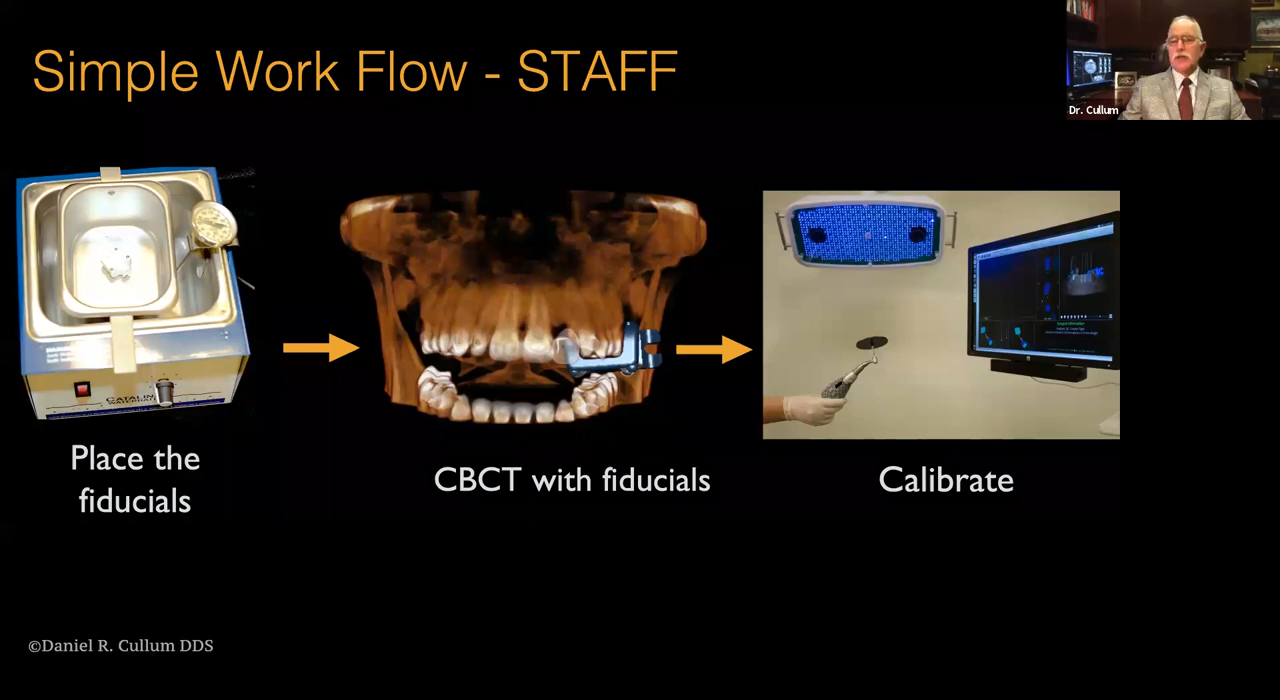 Simple Work Flow - STAFF
Dr. Cullum
Place the
fiducials
CBCT with fiducials
Calibrate
©Daniel R. Cullum DDS